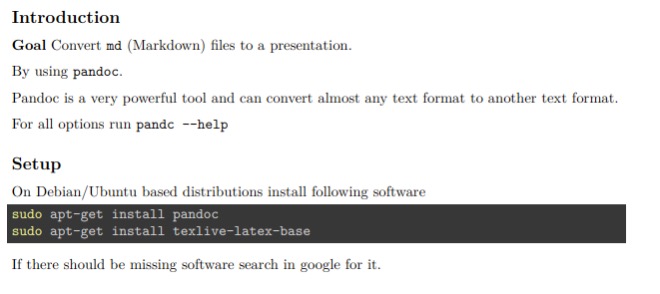 Introduction
Goal Convert md (Markdown) files to a presentation.
By using pandoc.
Pandoc is a very powerful tool and can convert almost any text format to another text format.
For all options run pandc --help
Setup
On Debian/Ubuntu based distributions install following software
sudo apt-get install pandoc
sudo apt-get install texlive-latex-base
If there should be missing software search in google for it.